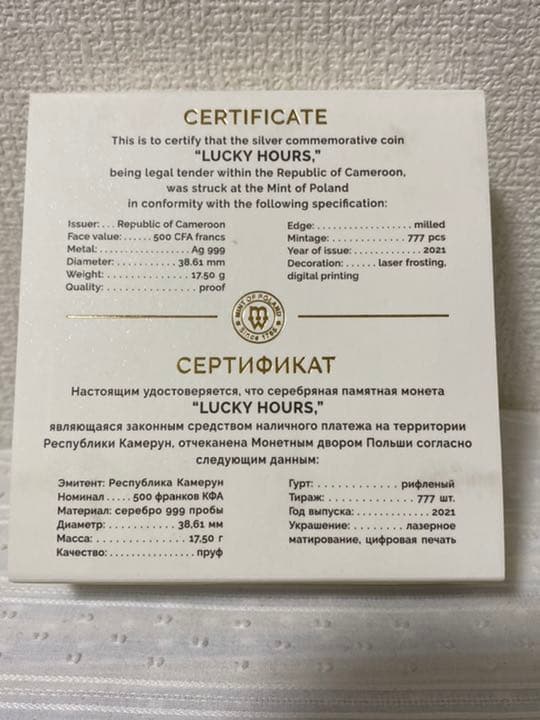 CERTIFICATE
This is to certify that the silver commemorative coin
“LUCKY HOURS,”
being legal tender within the Republic of Cameroon,
was struck at the Mint of Poland
in conformity with the following specification:
Issuer: . . . Republic of Cameroon
Face value: . . . . . . 500 CFA francs
Metal: . . . . . . . . . . . . . . . . . Ag 999
Diameter: . . . . . . . . . . . 38.61 mm
Weight: . . . . . . . . . . . . . . 17.50 g
Quality: . . . . . . . . . . . . . . . . proof
Edge: . . . . . . . . . . . . . . . . . milled
Mintage: . . . . . . . . . . . . 777 pcs
Year of issue: . . . . . . . . . . . . 2021
Decoration: . . . . . . laser frosting,
digital printing
MINT OF POLAND
MW
Since 1766
СЕРТИФИКАТ
Настоящим удостоверяется, что серебряная памятная монета
“LUCKY HOURS,”
являющаяся законным средством наличного платежа на территории
Республики Камерун, отчеканена Монетным двором Польши согласно
следующим данным:
Эмитент: Республика Камерун
Номинал . . . . . 500 франков КФА
Материал: серебро 999 пробы
Диаметр: . . . . . . . . . . . . 38,61 мм
Масса: . . . . . . . . . . . . . . . 17,50 г
Качество: . . . . . . . . . . . . . . . пруф
Гурт: . . . . . . . . . . . . . рифленый
Тираж: . . . . . . . . . . . . . . 777 шт.
Год выпуска: . . . . . . . . . . . . 2021
Украшение: . . . . . . . . лазерное
матирование, цифровая печать